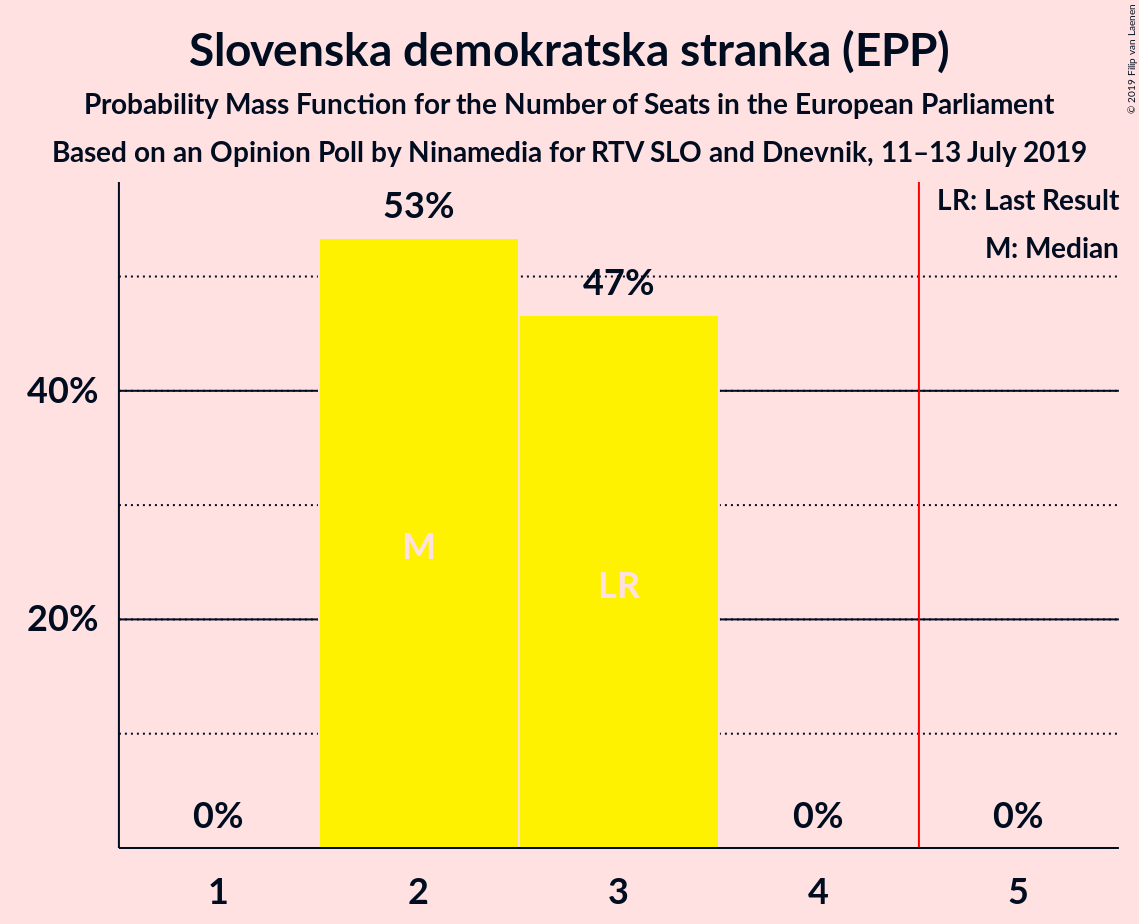 Slovenska demokratska stranka (EPP)
Probability Mass Function for the Number of Seats in the European Parliament
Based on an Opinion Poll by Ninamedia for RTV SLO and Dnevnik, 11–13 July 2019
© 2019 Filip van Laenen
LR: Last Result
M: Median
53%
47%
40%
20%
M
LR
0%
0%
0%
1
2
3
4
5